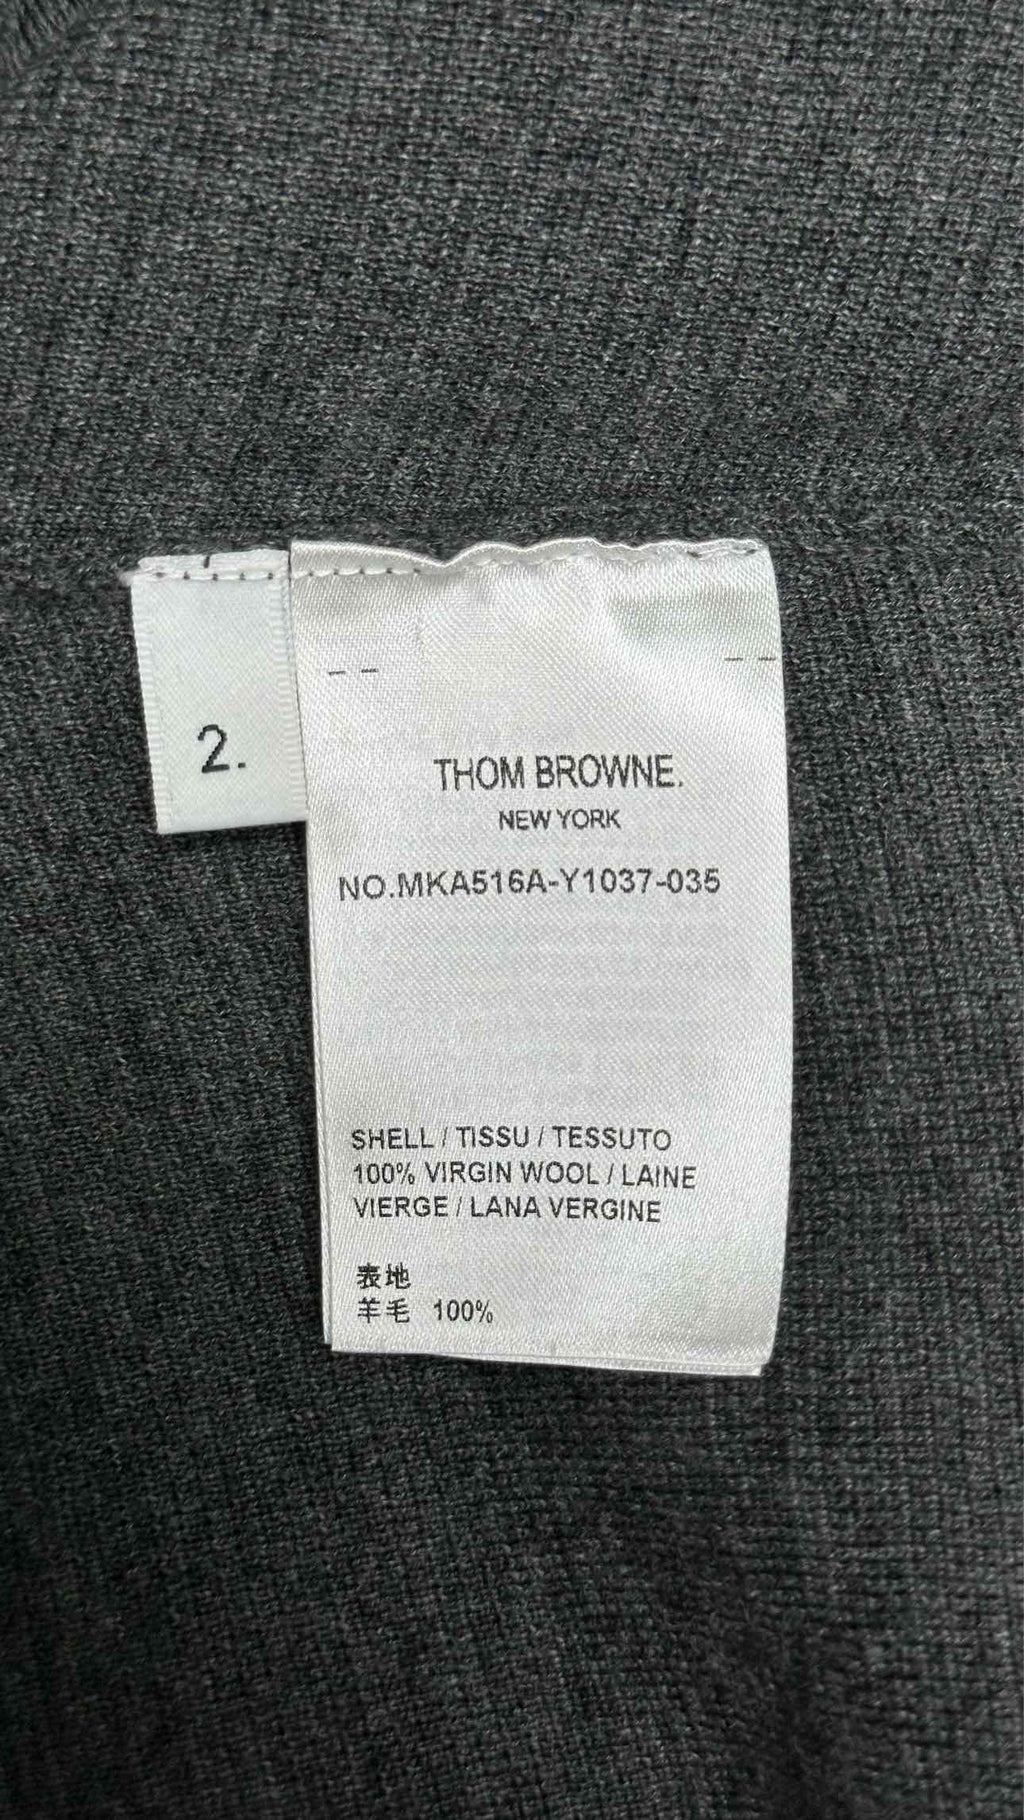 2.
THOM BROWNE.
NEW YORK
NO.MKA516A-Y1037-035
SHELL / TISSU / TESSUTO
100% VIRGIN WOOL / LAINE
VIERGE / LANA VERGINE
表地
羊毛 100%